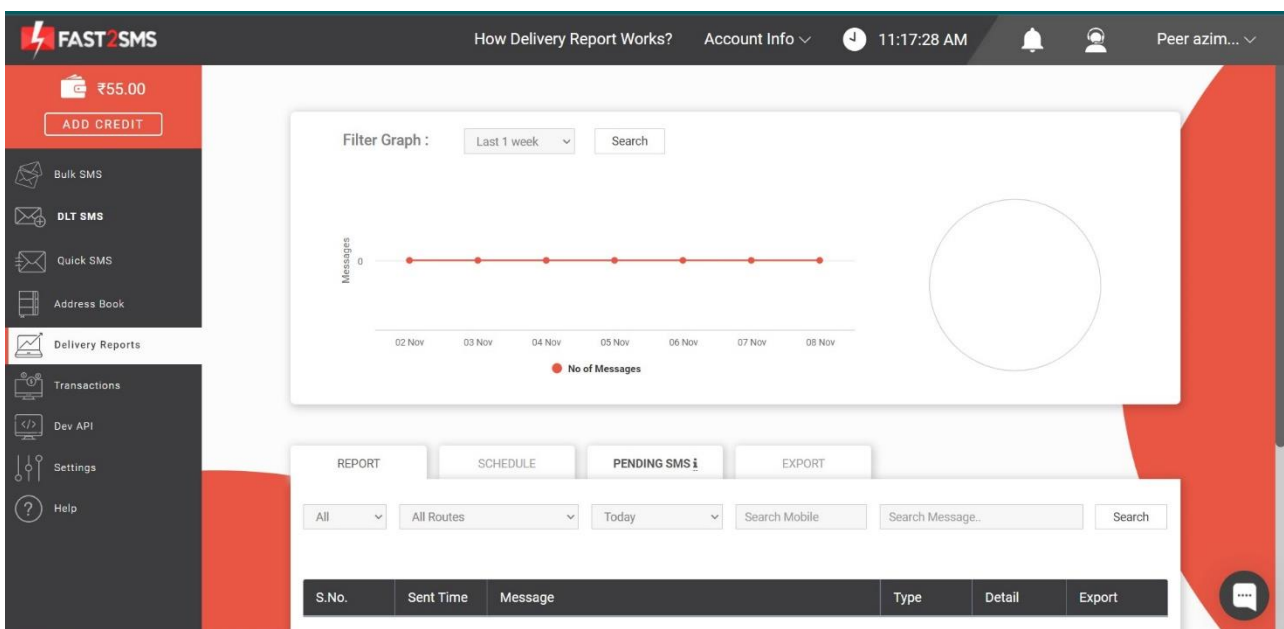 FAST2SMS
How Delivery Report Works?
Account Info
11:17:28 AM
Peer azim...
₹55.00
ADD CREDIT
Bulk SMS
DLT SMS
Quick SMS
Address Book
Delivery Reports
Transactions
Dev API
Settings
Help
Filter Graph :
Last 1 week
Search
Messages
0
02 Nov 03 Nov 04 Nov 05 Nov 06 Nov 07 Nov 08 Nov
No of Messages
REPORT
SCHEDULE
PENDING SMS i
EXPORT
All
All Routes
Today
Search Mobile
Search Message..
Search
S.No. Sent Time Message Type Detail Export